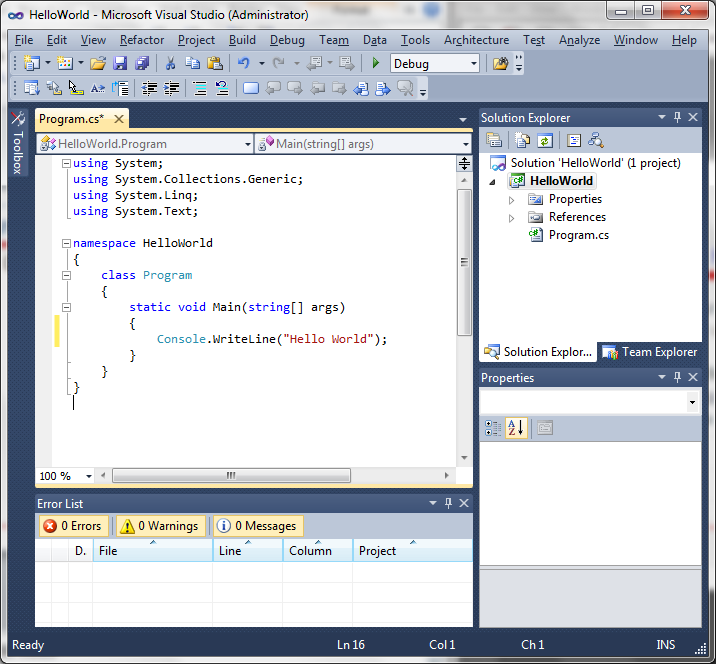 HelloWorld - Microsoft Visual Studio (Administrator)
File Edit View Refactor Project Build Debug Team Data Tools Architecture Test Analyze Window Help
Debug
Toolbox
Program.cs*
HelloWorld.Program
Main(string[] args)
using System;
using System.Collections.Generic;
using System.Linq;
using System.Text;
namespace HelloWorld
{
class Program
{
static void Main(string[] args)
{
Console.WriteLine("Hello World");
}
}
}
100 %
Solution Explorer
Solution 'HelloWorld' (1 project)
HelloWorld
Properties
References
Program.cs
Solution Explor... Team Explorer
Properties
Error List
0 Errors 0 Warnings 0 Messages
D. File Line Column Project
Ready Ln 16 Col 1 Ch 1 INS